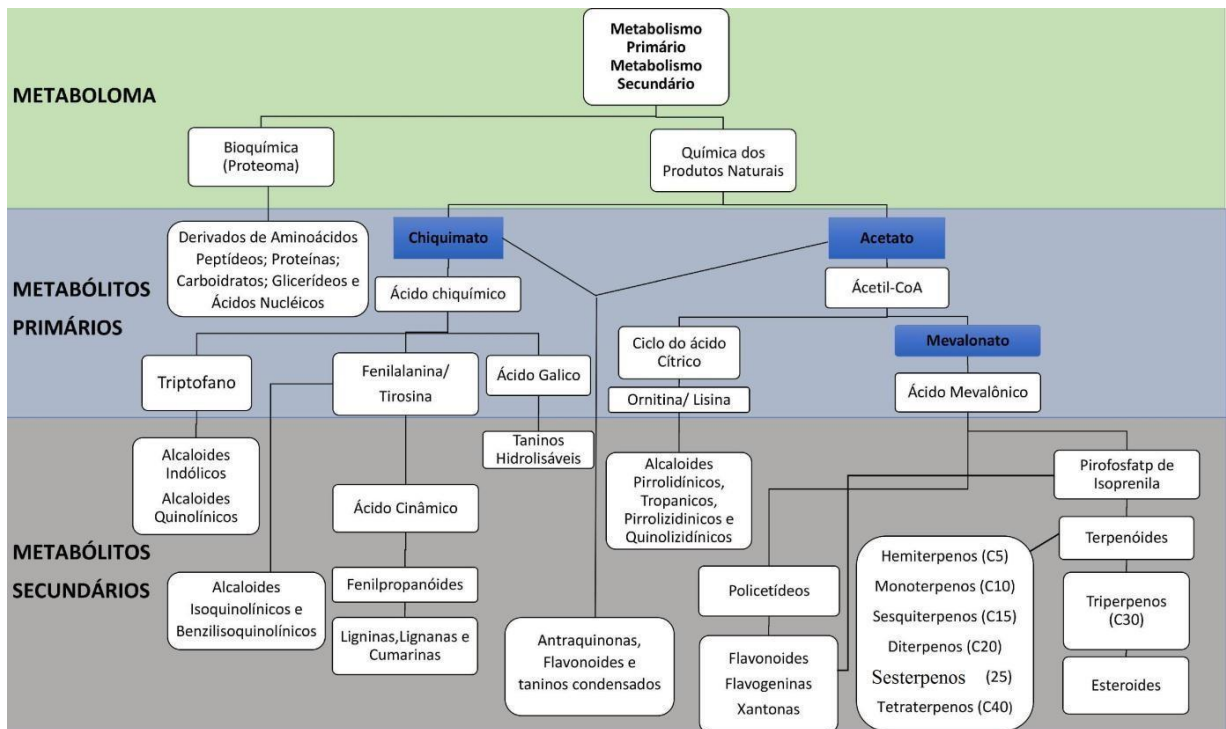 Metabolismo
Primário
Metabolismo
Secundário
METABOLOMA
Bioquímica
(Proteoma)
Química dos
Produtos Naturais
METABÓLITOS
PRIMÁRIOS
Derivados de Aminoácidos
Peptídeos; Proteínas;
Carboidratos; Glicerídeos e
Ácidos Nucléicos
Chiquimato
Acetato
Ácido chiquímico
Ácetil-CoA
Triptofano
Fenilalanina/
Tirosina
Ácido Galico
Ciclo do ácido
Cítrico
Mevalonato
Ornitina/ Lisina
Ácido Mevalônico
METABÓLITOS
SECUNDÁRIOS
Alcaloides
Indólicos
Alcaloides
Quinolínicos
Taninos
Hidrolisáveis
Alcaloides
Pirrolidínicos,
Tropanicos,
Pirrolizidinicos e
Quinolizidínicos
Pirofosfatp de
Isoprenila
Ácido Cinâmico
Terpenóides
Alcaloides
Isoquinolínicos e
Benzilisoquinolínicos
Fenilpropanóides
Ligninas,Lignanas e
Cumarinas
Antraquinonas,
Flavonoides e
taninos condensados
Policetídeos
Flavonoides
Flavogeninas
Xantonas
Hemiterpenos (C5)
Monoterpenos (C10)
Sesquiterpenos (C15)
Diterpenos (C20)
Sesterpenos (25)
Tetraterpenos (C40)
Triperpenos
(C30)
Esteroides